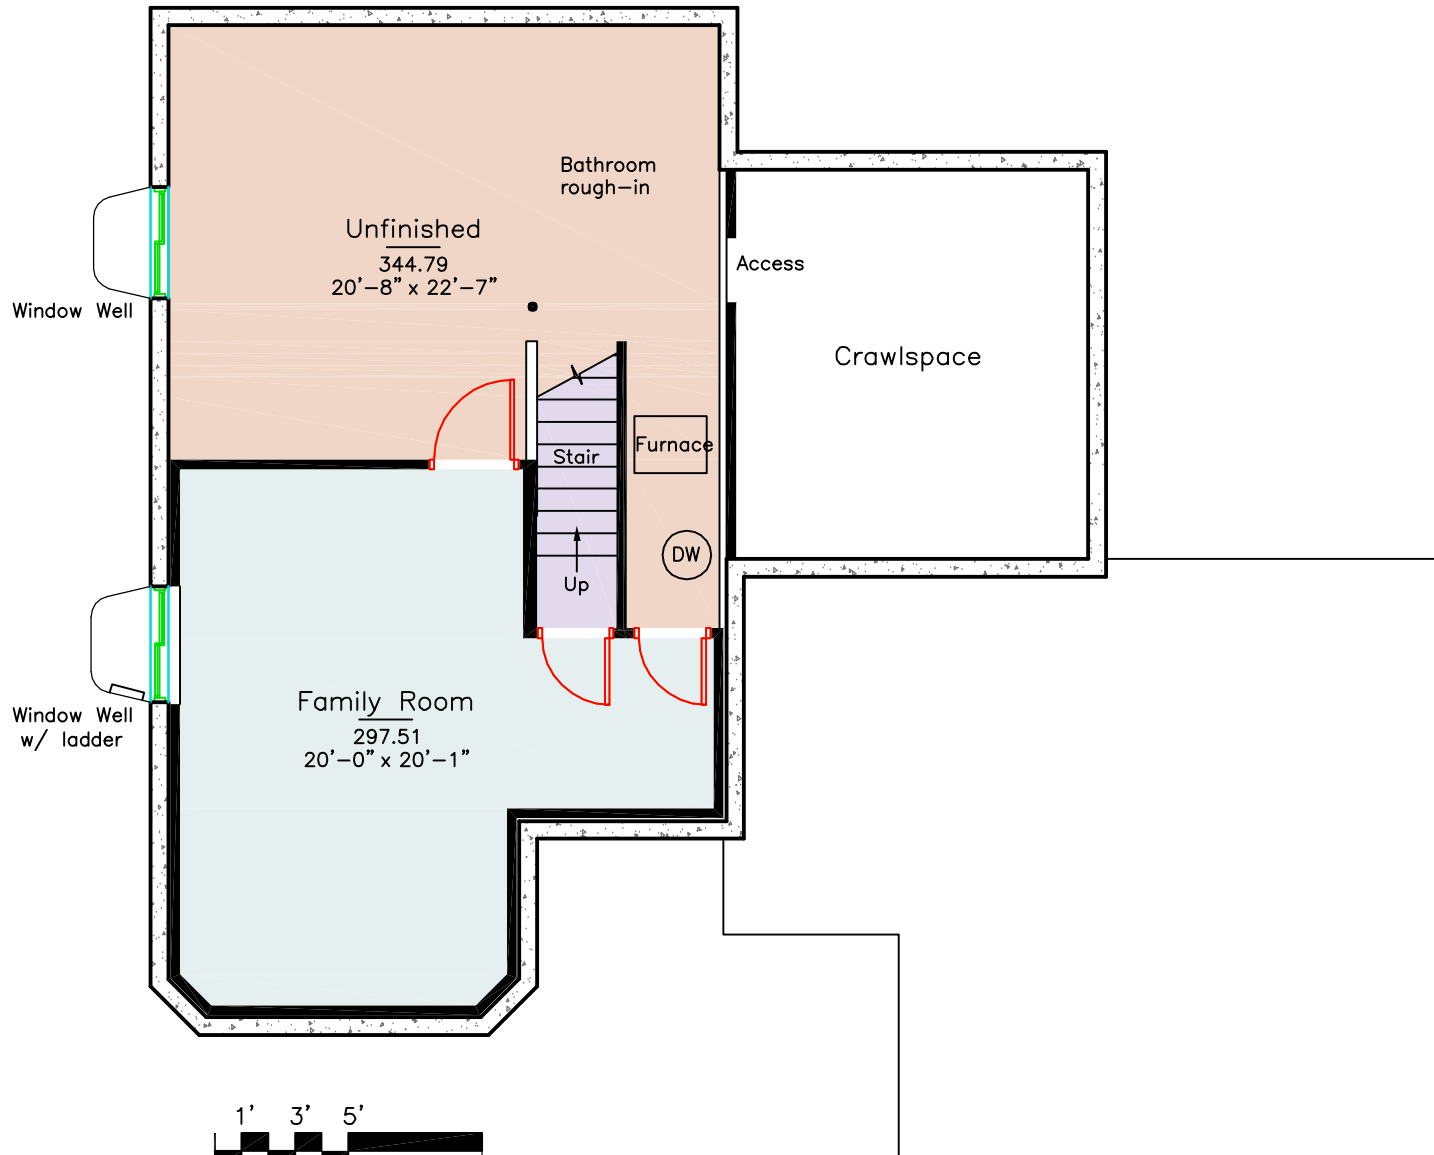 Bathroom
rough-in
Unfinished
344.79
20'-8" x 22'-7"
Access
Window Well
Crawlspace
Furnace
Stair
DW
Up
Family Room
297.51
20'-0" x 20'-1"
Window Well
w/ ladder
1' 3' 5'